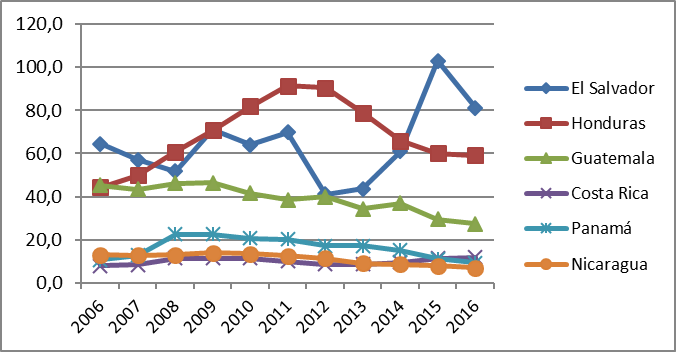 120,0
100,0
80,0
60,0
40,0
20,0
0,0
2006 2007 2008 2009 2010 2011 2012 2013 2014 2015 2016
El Salvador
Honduras
Guatemala
Costa Rica
Panamá
Nicaragua